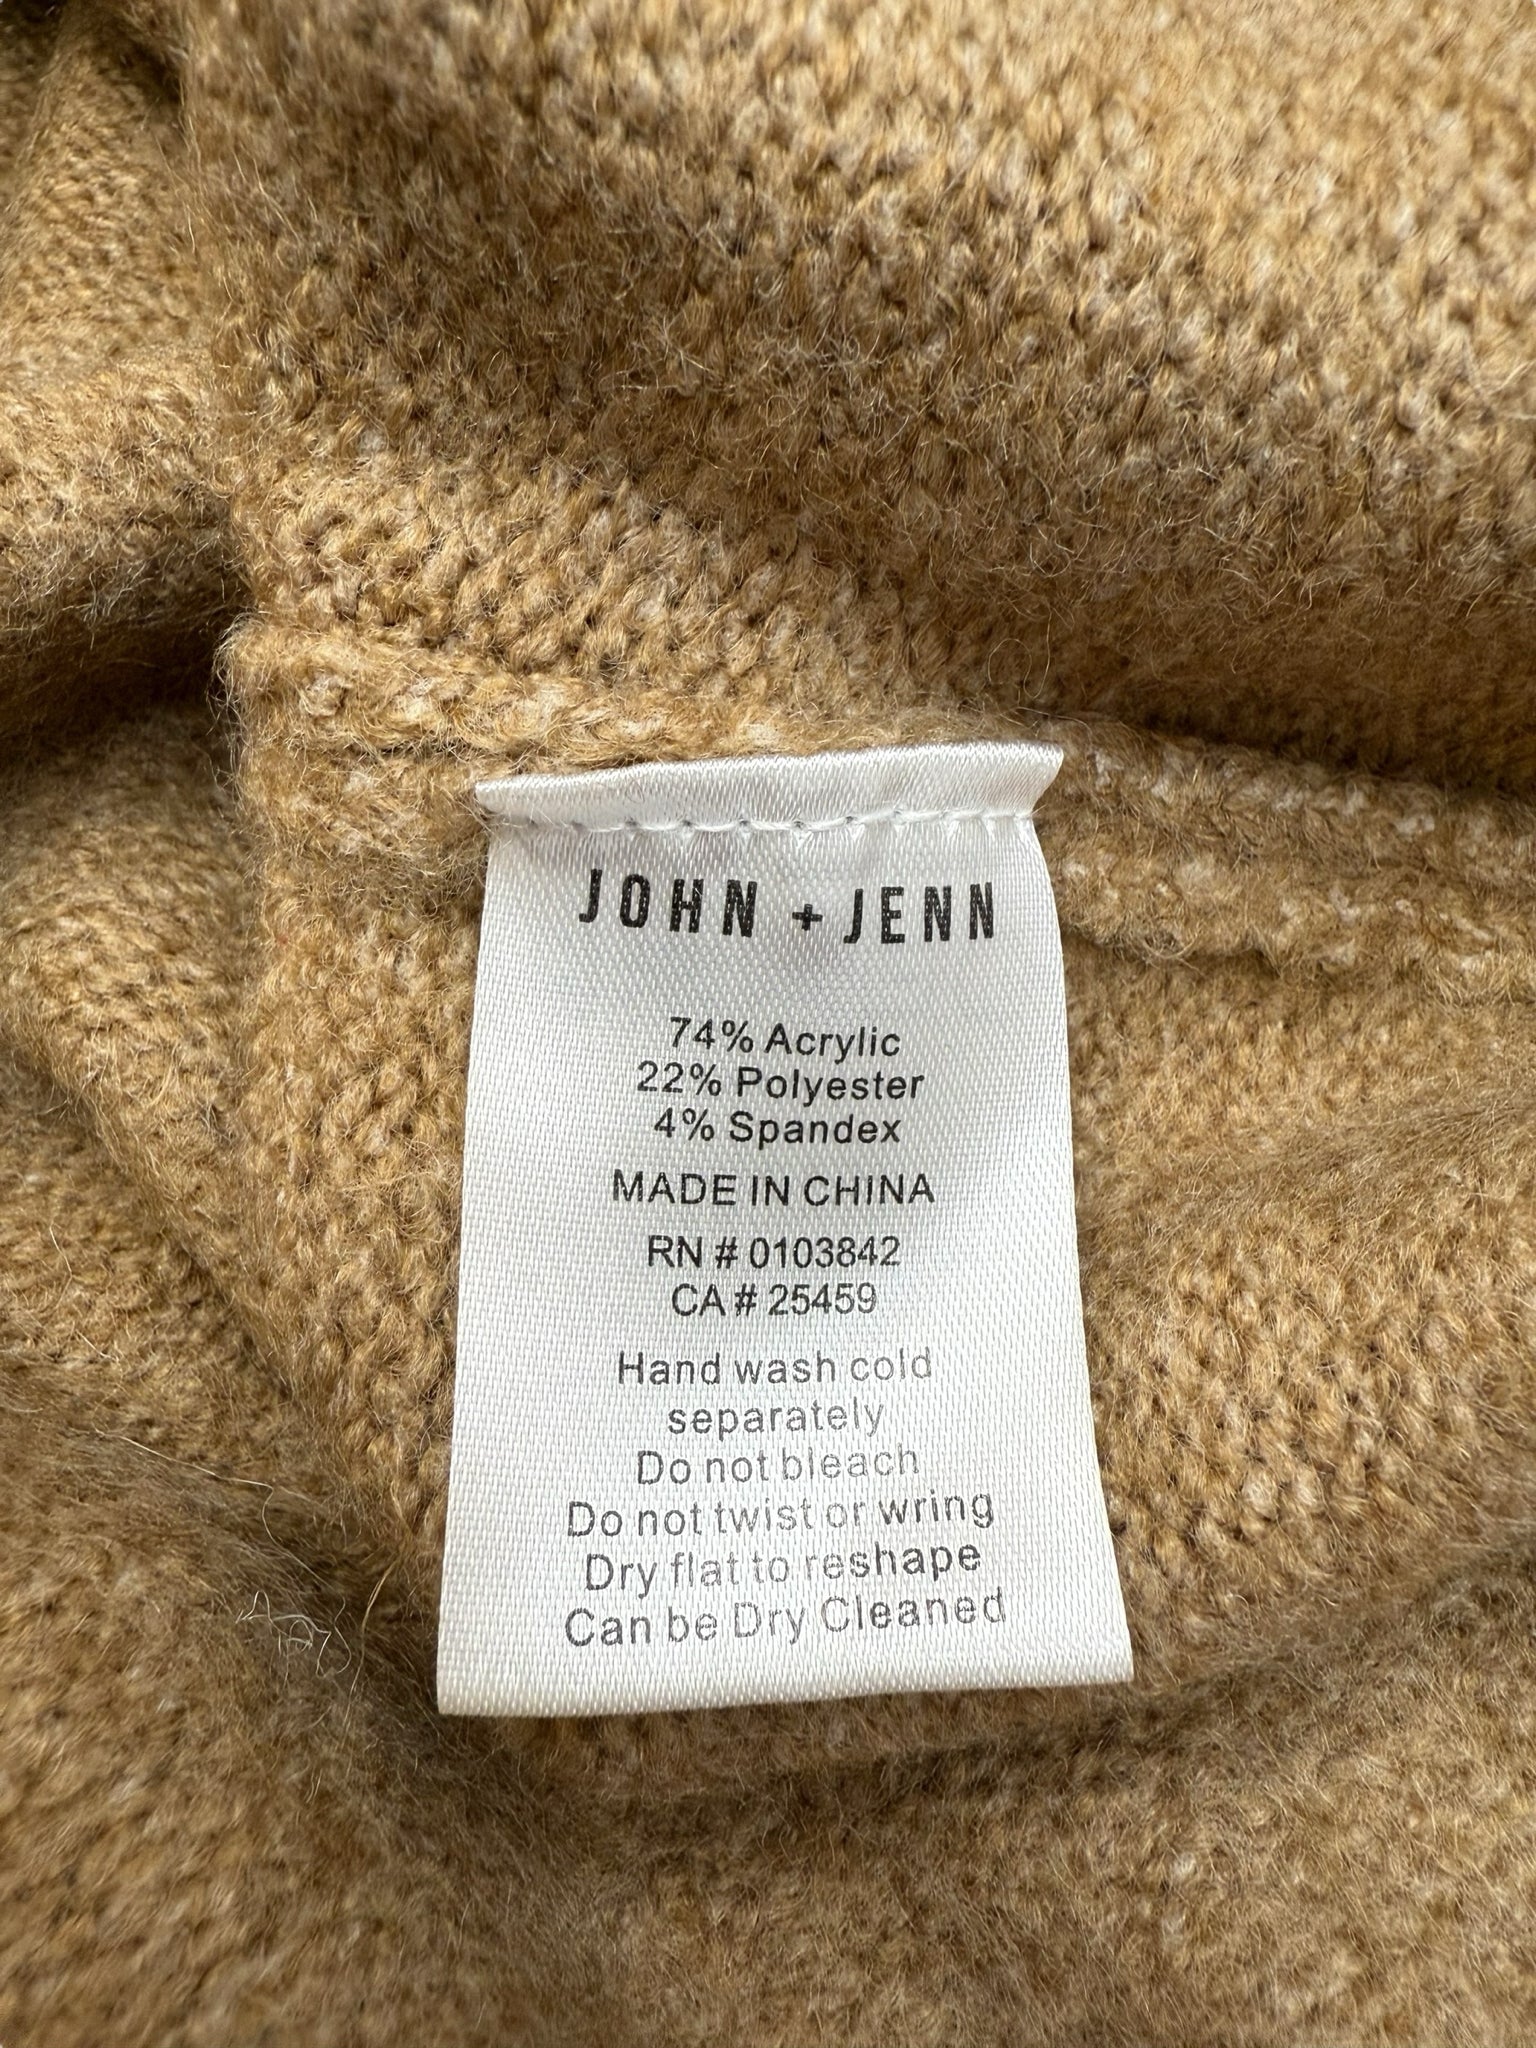 JOHN + JENN
74% Acrylic
22% Polyester
4% Spandex
MADE IN CHINA
RN # 0103842
CA # 25459
Hand wash cold
separately
Do not bleach
Do not twist or wring
Dry flat to reshape
Can be Dry Cleaned